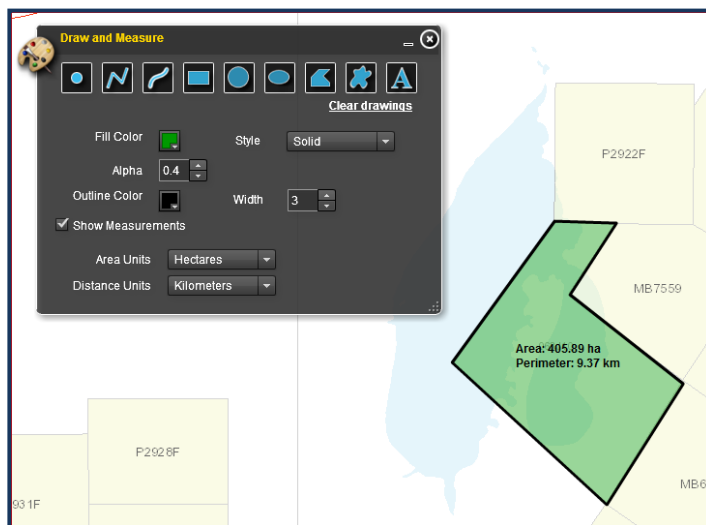 Draw and Measure
A
Clear drawings
Fill Color
Style
Solid
Alpha
0.4
Outline Color
Width
3
Show Measurements
Area Units
Hectares
Distance Units
Kilometers
P2922F
MB7559
Area: 405.89 ha
Perimeter: 9.37 km
P2928F
931F
MB6